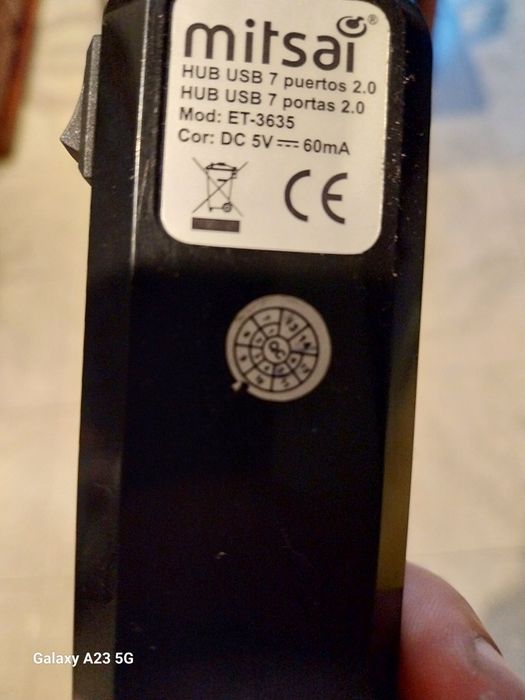 mitsai®
HUB USB 7 puertos 2.0
HUB USB 7 portas 2.0
Mod: ET-3635
Cor: DC 5V ⎓ 60mA
CE
QC
Galaxy A23 5G